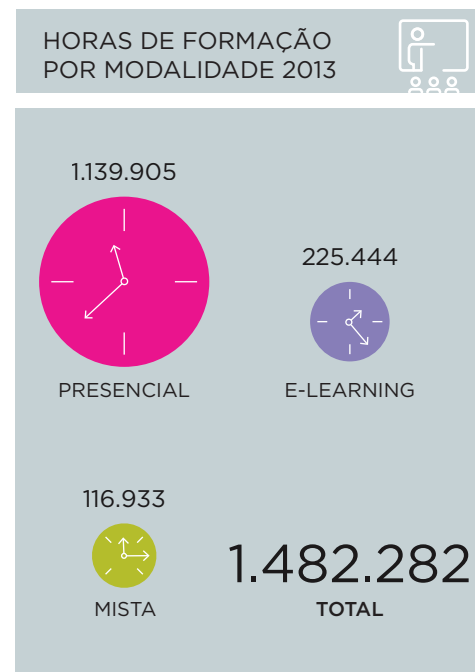 HORAS DE FORMAÇÃO
POR MODALIDADE 2013
1.139.905
PRESENCIAL
225.444
E-LEARNING
116.933
MISTA
1.482.282
TOTAL